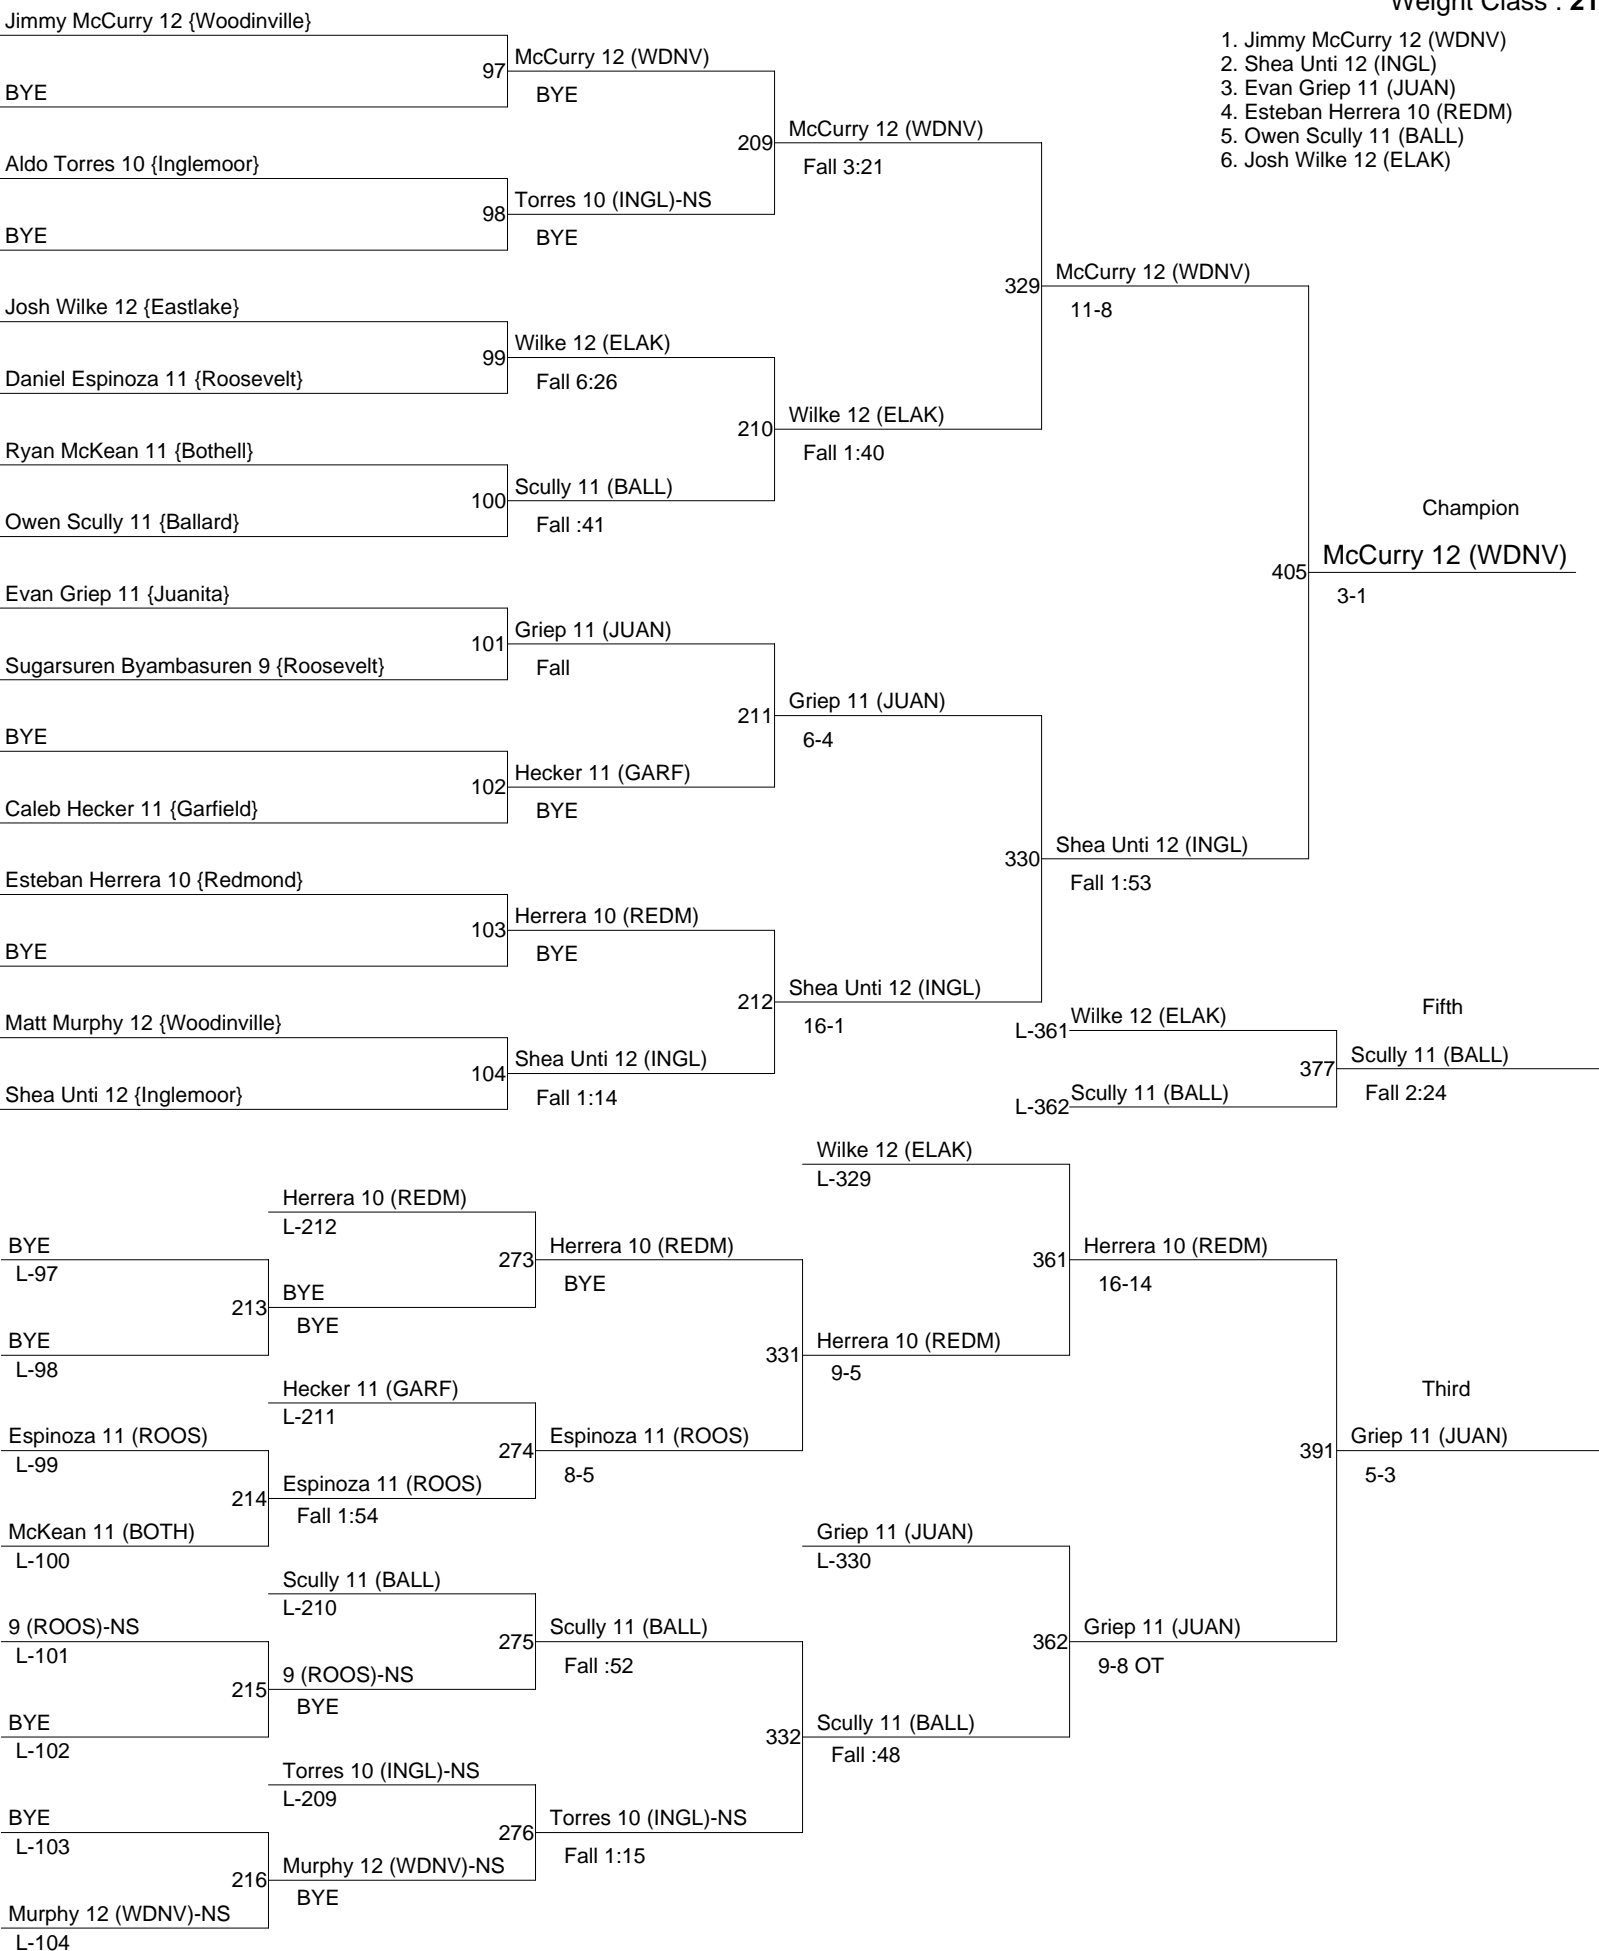 Weight Class : 21
1. Jimmy McCurry 12 (WDNV)
2. Shea Unti 12 (INGL)
3. Evan Griep 11 (JUAN)
4. Esteban Herrera 10 (REDM)
5. Owen Scully 11 (BALL)
6. Josh Wilke 12 (ELAK)
Jimmy McCurry 12 {Woodinville}
97
McCurry 12 (WDNV)
BYE
BYE
209
McCurry 12 (WDNV)
Fall 3:21
Aldo Torres 10 {Inglemoor}
98
Torres 10 (INGL)-NS
BYE
BYE
329
McCurry 12 (WDNV)
11-8
Josh Wilke 12 {Eastlake}
99
Wilke 12 (ELAK)
Fall 6:26
Daniel Espinoza 11 {Roosevelt}
210
Wilke 12 (ELAK)
Fall 1:40
Ryan McKean 11 {Bothell}
100
Scully 11 (BALL)
Fall :41
Owen Scully 11 {Ballard}
Champion
405
McCurry 12 (WDNV)
3-1
Evan Griep 11 {Juanita}
101
Griep 11 (JUAN)
Fall
Sugarsuren Byambasuren 9 {Roosevelt}
211
Griep 11 (JUAN)
6-4
BYE
102
Hecker 11 (GARF)
BYE
Caleb Hecker 11 {Garfield}
330
Shea Unti 12 (INGL)
Fall 1:53
Esteban Herrera 10 {Redmond}
103
Herrera 10 (REDM)
BYE
BYE
212
Shea Unti 12 (INGL)
16-1
Matt Murphy 12 {Woodinville}
104
Shea Unti 12 (INGL)
Fall 1:14
Shea Unti 12 {Inglemoor}
L-361
Wilke 12 (ELAK)
Fifth
377
Scully 11 (BALL)
Fall 2:24
L-362
Scully 11 (BALL)
Wilke 12 (ELAK)
L-329
Herrera 10 (REDM)
L-212
BYE
L-97
273
Herrera 10 (REDM)
BYE
361
Herrera 10 (REDM)
16-14
213
BYE
BYE
BYE
L-98
331
Herrera 10 (REDM)
9-5
Hecker 11 (GARF)
L-211
Third
Espinoza 11 (ROOS)
L-99
274
Espinoza 11 (ROOS)
8-5
391
Griep 11 (JUAN)
5-3
214
Espinoza 11 (ROOS)
Fall 1:54
McKean 11 (BOTH)
L-100
Griep 11 (JUAN)
L-330
Scully 11 (BALL)
L-210
9 (ROOS)-NS
L-101
275
Scully 11 (BALL)
Fall :52
362
Griep 11 (JUAN)
9-8 OT
215
9 (ROOS)-NS
BYE
BYE
L-102
332
Scully 11 (BALL)
Fall :48
Torres 10 (INGL)-NS
L-209
BYE
L-103
276
Torres 10 (INGL)-NS
Fall 1:15
216
Murphy 12 (WDNV)-NS
BYE
Murphy 12 (WDNV)-NS
L-104